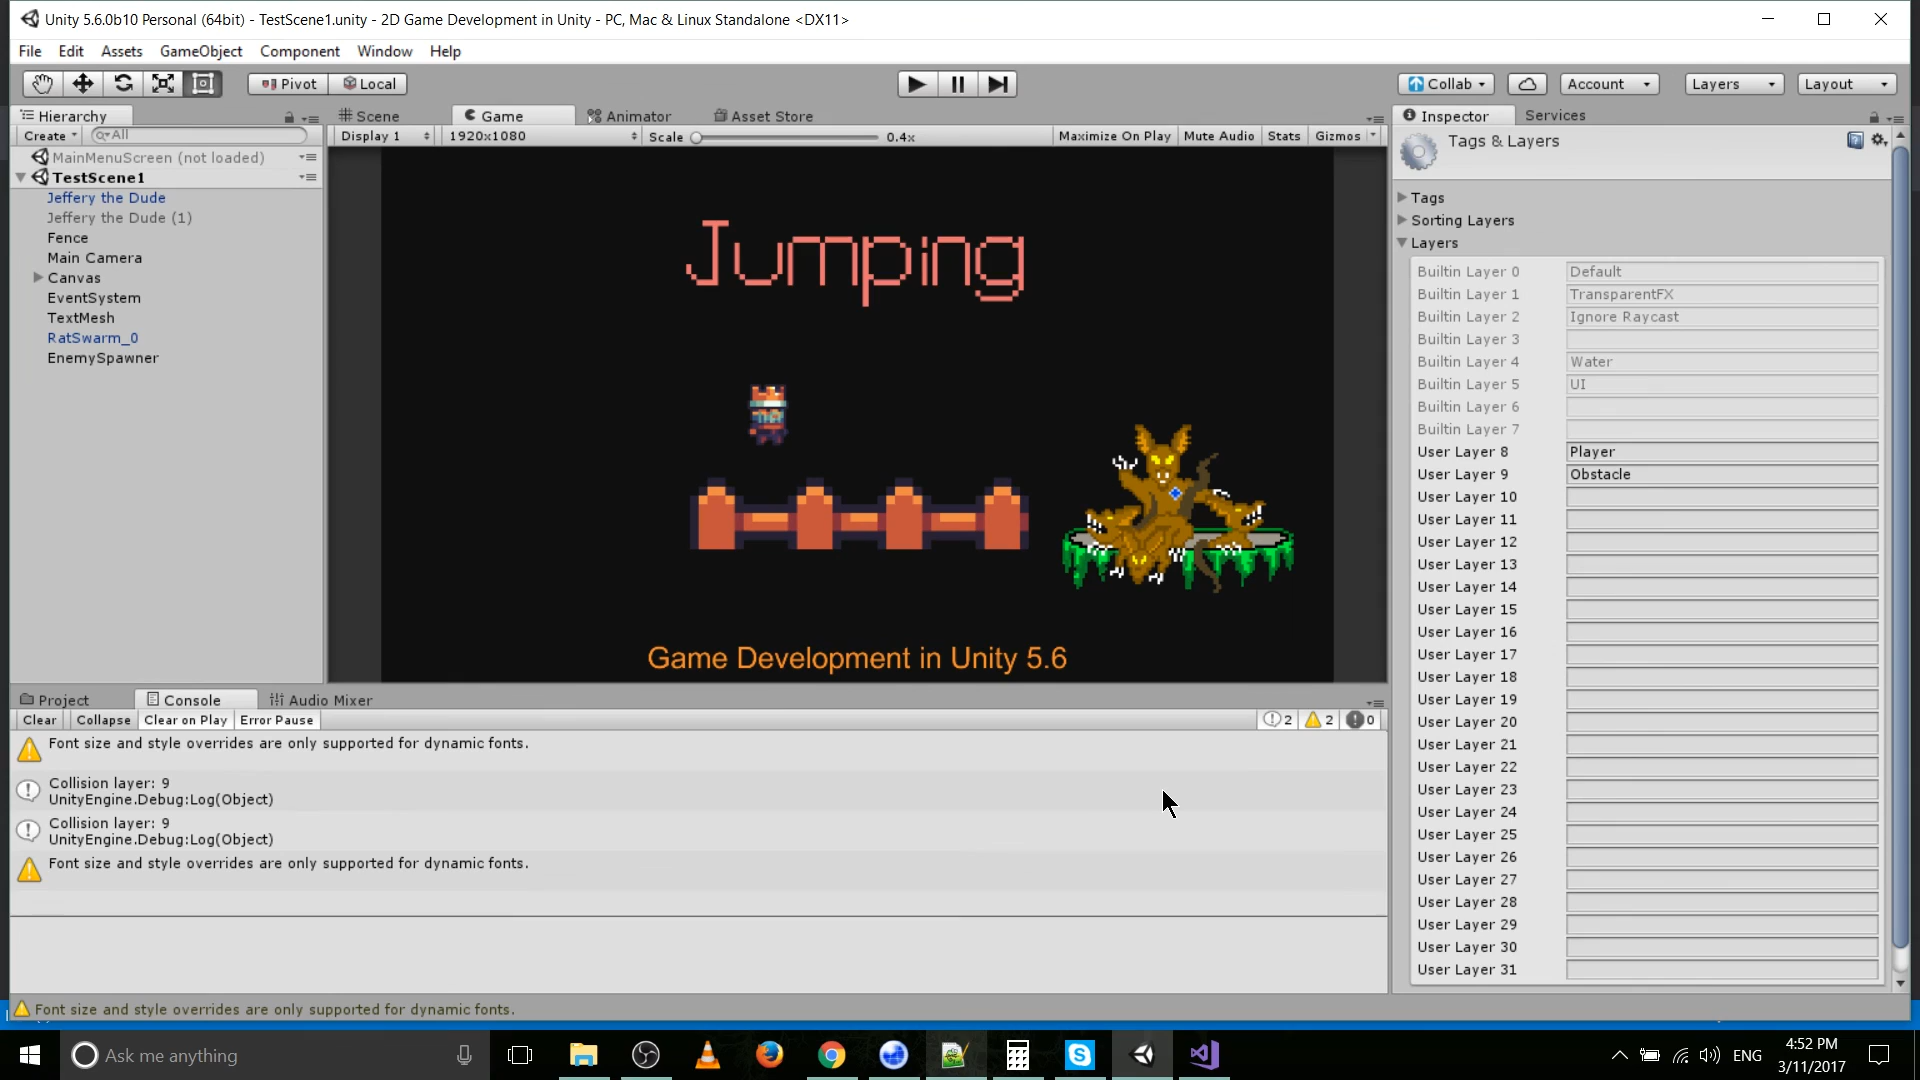 Unity 5.6.0b10 Personal (64bit) - TestScene1.unity - 2D Game Development in Unity - PC, Mac & Linux Standalone <DX11>
File Edit Assets GameObject Component Window Help
Pivot Local Collab Account Layers Layout
Hierarchy
Create All
MainMenuScreen (not loaded)
TestScene1
Jeffery the Dude
Jeffery the Dude (1)
Fence
Main Camera
Canvas
EventSystem
TextMesh
RatSwarm_0
EnemySpawner
Scene Game Animator Asset Store
Display 1 1920x1080 Scale 0.4x Maximize On Play Mute Audio Stats Gizmos
Jumping
Game Development in Unity 5.6
Inspector Services
Tags & Layers
Tags
Sorting Layers
Layers
Builtin Layer 0 Default
Builtin Layer 1 TransparentFX
Builtin Layer 2 Ignore Raycast
Builtin Layer 3
Builtin Layer 4 Water
Builtin Layer 5 UI
Builtin Layer 6
Builtin Layer 7
User Layer 8 Player
User Layer 9 Obstacle
User Layer 10
User Layer 11
User Layer 12
User Layer 13
User Layer 14
User Layer 15
User Layer 16
User Layer 17
User Layer 18
User Layer 19
User Layer 20
User Layer 21
User Layer 22
User Layer 23
User Layer 24
User Layer 25
User Layer 26
User Layer 27
User Layer 28
User Layer 29
User Layer 30
User Layer 31
Project Console Audio Mixer
Clear Collapse Clear on Play Error Pause 2 2 0
Font size and style overrides are only supported for dynamic fonts.
Collision layer: 9
UnityEngine.Debug:Log(Object)
Collision layer: 9
UnityEngine.Debug:Log(Object)
Font size and style overrides are only supported for dynamic fonts.
Font size and style overrides are only supported for dynamic fonts.
Ask me anything
ENG
4:52 PM
3/11/2017